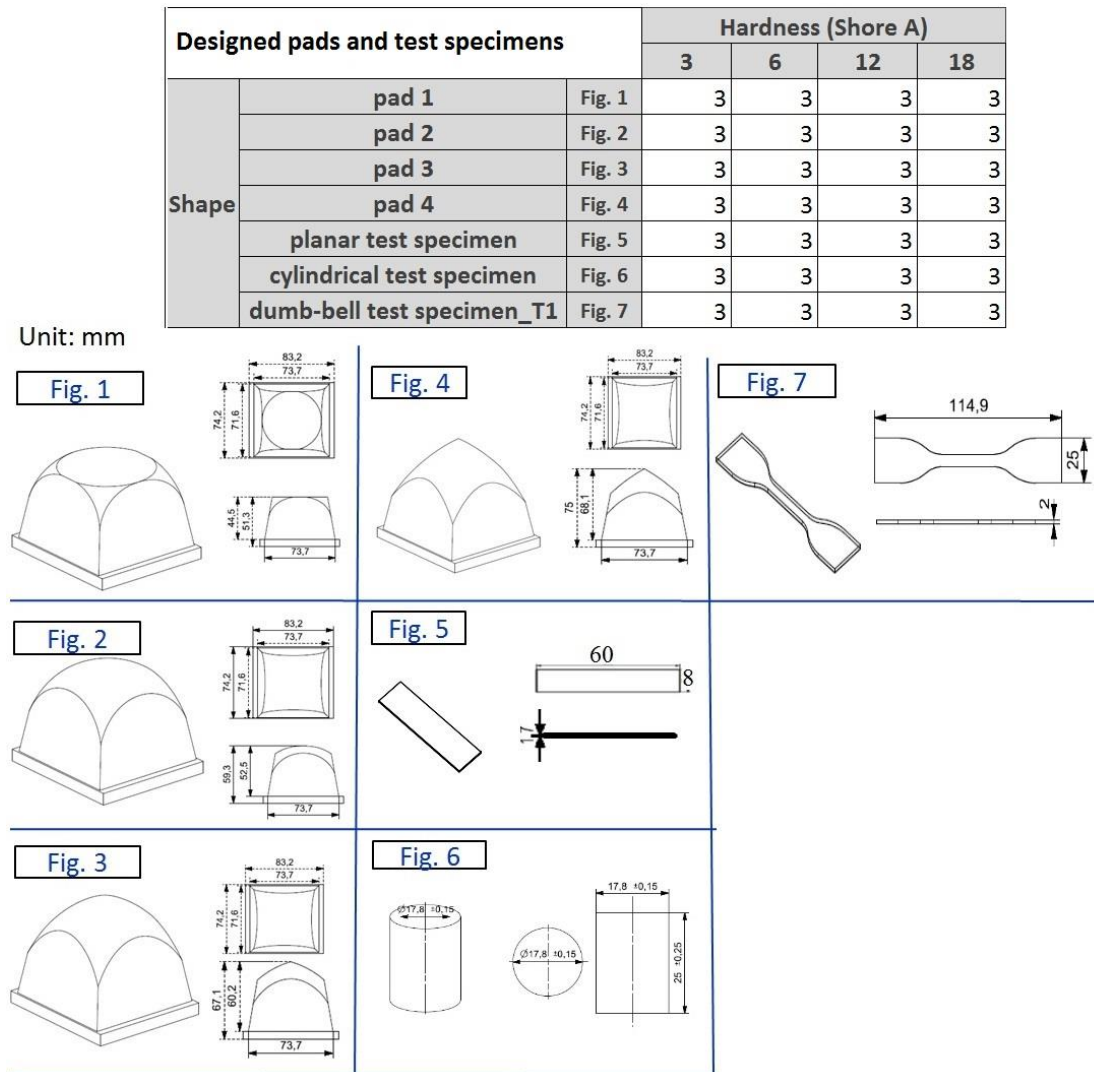 Designed pads and test specimens
Hardness (Shore A)
3 6 12 18
Shape
pad 1 Fig. 1 3 3 3 3
pad 2 Fig. 2 3 3 3 3
pad 3 Fig. 3 3 3 3 3
pad 4 Fig. 4 3 3 3 3
planar test specimen Fig. 5 3 3 3 3
cylindrical test specimen Fig. 6 3 3 3 3
dumb-bell test specimen_T1 Fig. 7 3 3 3 3
Unit: mm
Fig. 1
83,2
73,7
74,2
71,6
44,5
51,3
73,7
Fig. 4
83,2
73,7
74,2
71,6
75
68,1
73,7
Fig. 7
114,9
25
2
Fig. 2
83,2
73,7
74,2
71,6
59,3
52,5
73,7
Fig. 5
60
8
1,7
Fig. 3
83,2
73,7
74,2
71,6
67,1
60,2
73,7
Fig. 6
Ø17,8 ±0,15
Ø17,8 ±0,15
17,8 ±0,15
25 ±0,25